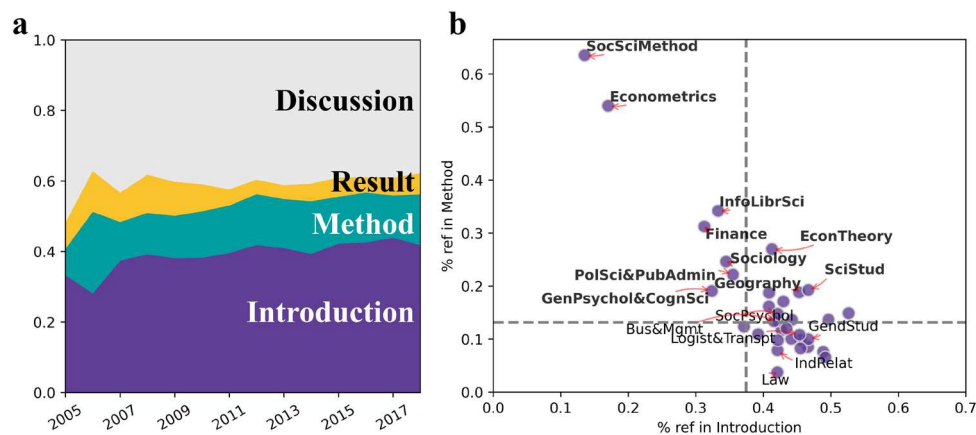 a
1.0
0.8
0.6
0.4
0.2
0.0
Discussion
Result
Method
Introduction
2005
2007
2009
2011
2013
2015
2017
b
% ref in Method
0.6
0.5
0.4
0.3
0.2
0.1
0.0
SocSciMethod
Econometrics
InfoLibrSci
Finance
EconTheory
Sociology
PolSci&PubAdmin
SciStud
Geography
GenPsychol&CognSci
SocPsychol
Bus&Mgmt
GendStud
Logist&Transpt
IndRelat
Law
0.0
0.1
0.2
0.3
0.4
0.5
0.6
0.7
% ref in Introduction